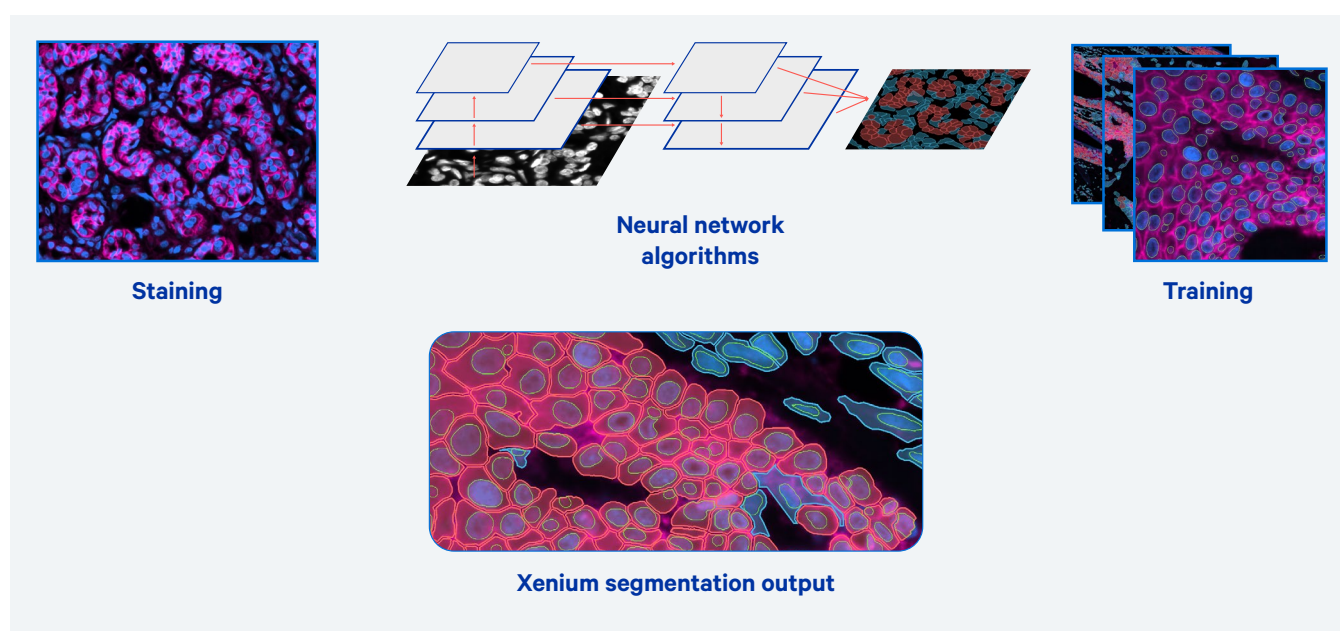 Staining
Neural network
algorithms
Training
Xenium segmentation output